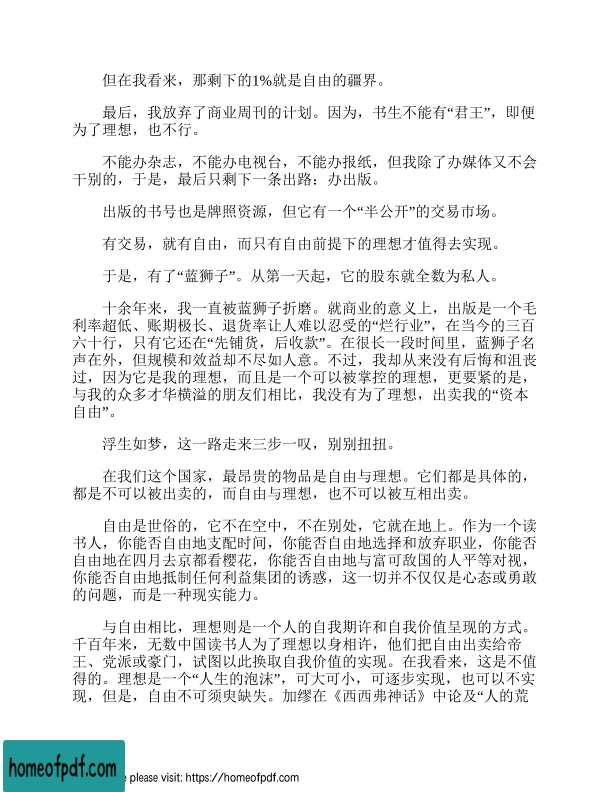 但在我看来，那剩下的1%就是自由的疆界。
最后，我放弃了商业周刊的计划。因为，书生不能有“君王”，即便
为了理想，也不行。
不能办杂志，不能办电视台，不能办报纸，但我除了办媒体又不会
干别的，于是，最后只剩下一条出路：办出版。
出版的书号也是牌照资源，但它有一个“半公开”的交易市场。
有交易，就有自由，而只有自由前提下的理想才值得去实现。
于是，有了“蓝狮子”。从第一天起，它的股东就全数为私人。
十余年来，我一直被蓝狮子折磨。就商业的意义上，出版是一个毛
利率超低、账期极长、退货率让人难以忍受的“烂行业”，在当今的三百
六十行，只有它还在“先铺货，后收款”。在很长一段时间里，蓝狮子名
声在外，但规模和效益却不尽如人意。不过，我却从来没有后悔和沮丧
过，因为它是我的理想，而且是一个可以被掌控的理想，更要紧的是，
与我的众多才华横溢的朋友们相比，我没有为了理想，出卖我的“资本
自由”。
浮生如梦，这一路走来三步一叹，别别扭扭。
在我们这个国家，最昂贵的物品是自由与理想。它们都是具体的，
都是不可以被出卖的，而自由与理想，也不可以被互相出卖。
自由是世俗的，它不在空中，不在别处，它就在地上。作为一个读
书人，你能否自由地支配时间，你能否自由地选择和放弃职业，你能否
自由地在四月去京都看樱花，你能否自由地与富可敌国的人平等对视，
你能否自由地抵制任何利益集团的诱惑，这一切并不仅仅是心态或勇敢
的问题，而是一种现实能力。
与自由相比，理想则是一个人的自我期许和自我价值呈现的方式。
千百年来，无数中国读书人为了理想以身相许，他们把自由出卖给帝
王、党派或豪门，试图以此换取自我价值的实现。在我看来，这是不值
得的。理想是一个“人生的泡沫”，可大可小，可逐步实现，也可以不实
现，但是，自由不可须臾缺失。加缪在《西西弗神话》中论及“人的荒
homeofpdf.com
e please visit: https://homeofpdf.com